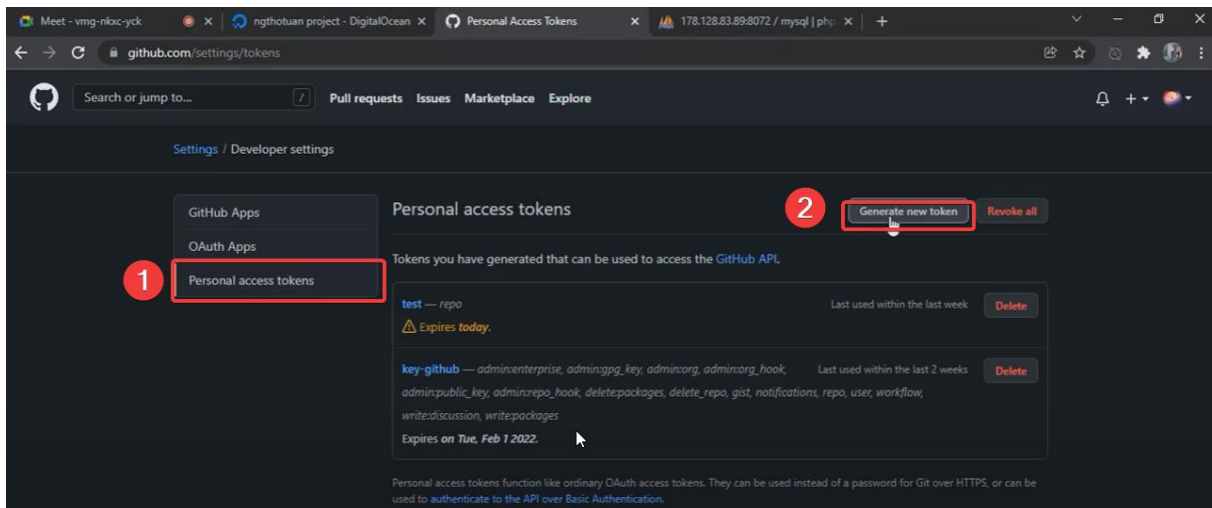 Meet - vmg-nkxc-yck
ngthotuan project - DigitalOcean
Personal Access Tokens
178.128.83.89:8072 / mysql | php
github.com/settings/tokens
Search or jump to...
/
Pull requests Issues Marketplace Explore
Settings / Developer settings
GitHub Apps
OAuth Apps
1
Personal access tokens
Personal access tokens
2
Generate new token
Revoke all
Tokens you have generated that can be used to access the GitHub API.
test — repo
Last used within the last week
Delete
Expires today.
key-github — admin:enterprise, admin:gpg_key, admin:org, admin:org_hook,
Last used within the last 2 weeks
Delete
admin:public_key, admin:repo_hook, delete:packages, delete_repo, gist, notifications, repo, user, workflow,
write:discussion, write:packages
Expires on Tue, Feb 1 2022.
Personal access tokens function like ordinary OAuth access tokens. They can be used instead of a password for Git over HTTPS, or can be
used to authenticate to the API over Basic Authentication.